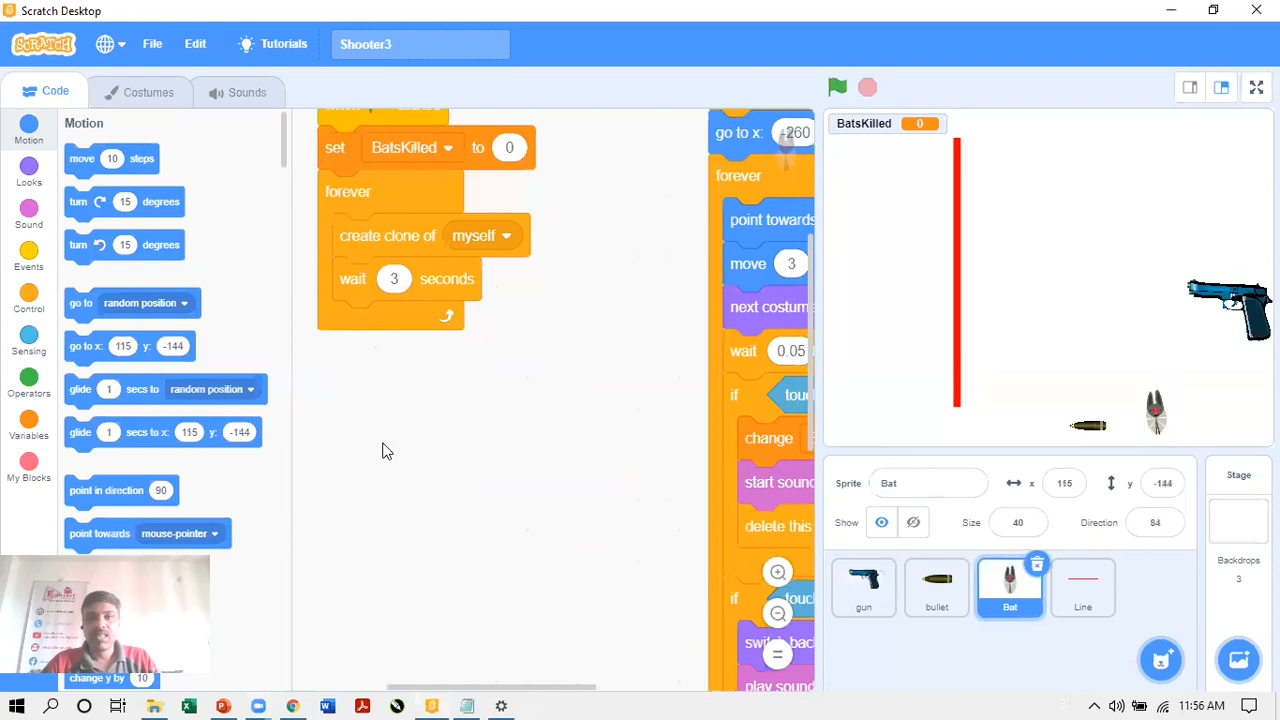 Scratch Desktop
SCRATCH File Edit Tutorials Shooter3
Code Costumes Sounds
Motion
Looks
Sound
Events
Control
Sensing
Operators
Variables
My Blocks
Motion
move 10 steps
turn 15 degrees
turn 15 degrees
go to random position
go to x: 115 y: -144
glide 1 secs to random position
glide 1 secs to x: 115 y: -144
point in direction 90
point towards mouse-pointer
change y by 10
set BatsKilled to 0
forever
create clone of myself
wait 3 seconds
go to x: -260
forever
point towards
move 3
next costum
wait 0.05
if touc
change
start soun
delete this
if touc
switch bac
play soun
BatsKilled 0
Sprite Bat x 115 y -144
Show Size 40 Direction 84
gun bullet Bat Line
Stage
Backdrops
3
11:56 AM